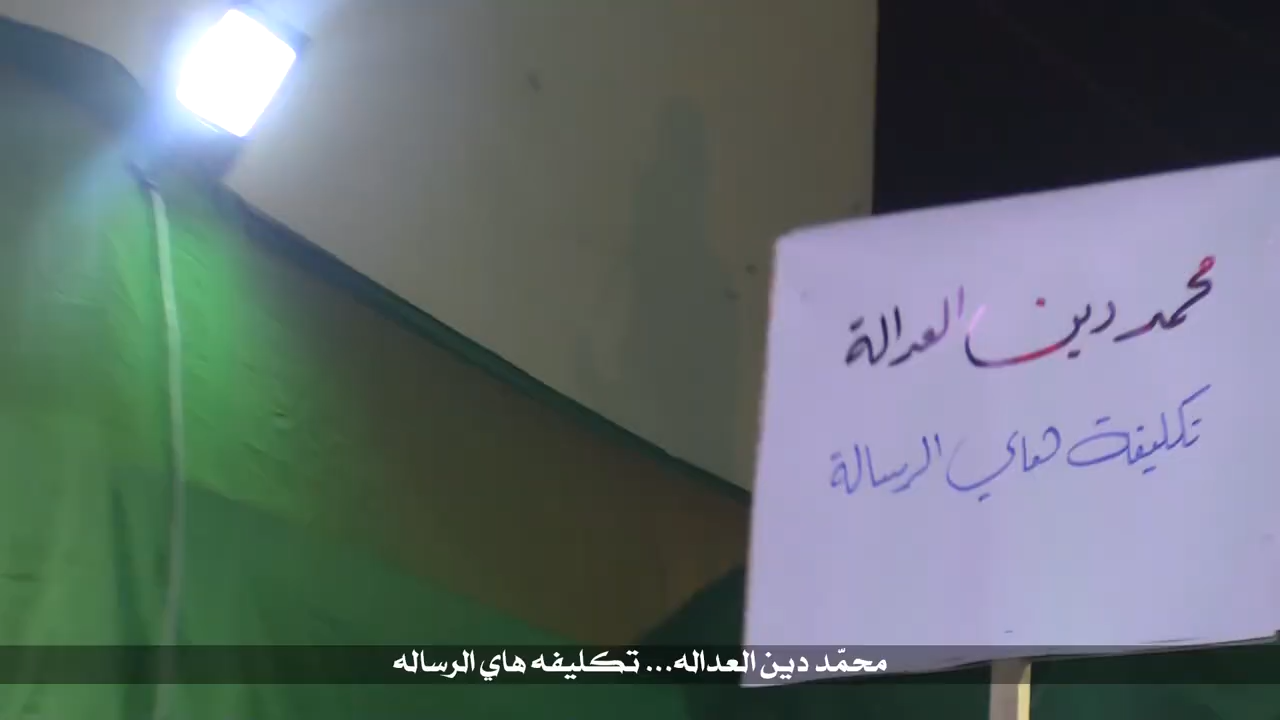 محمد دين العدالة
تكليفة هاي الرسالة
محمّد دين العداله... تكليفه هاي الرساله